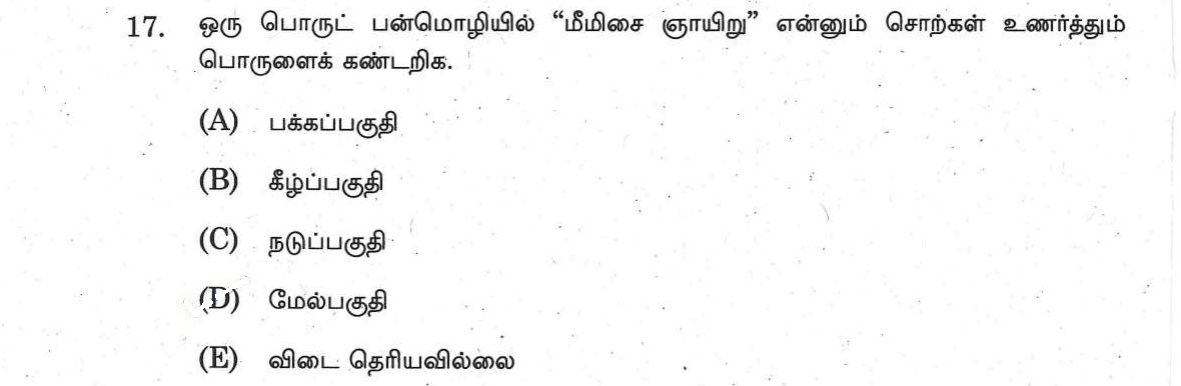 17. ஒரு பொருட் பன்மொழியில் “மீமிசை ஞாயிறு” என்னும் சொற்கள் உணர்த்தும்
பொருளைக் கண்டறிக.
(A) பக்கப்பகுதி
(B) கீழ்ப்பகுதி
(C) நடுப்பகுதி
(D) மேல்பகுதி
(E) விடை தெரியவில்லை